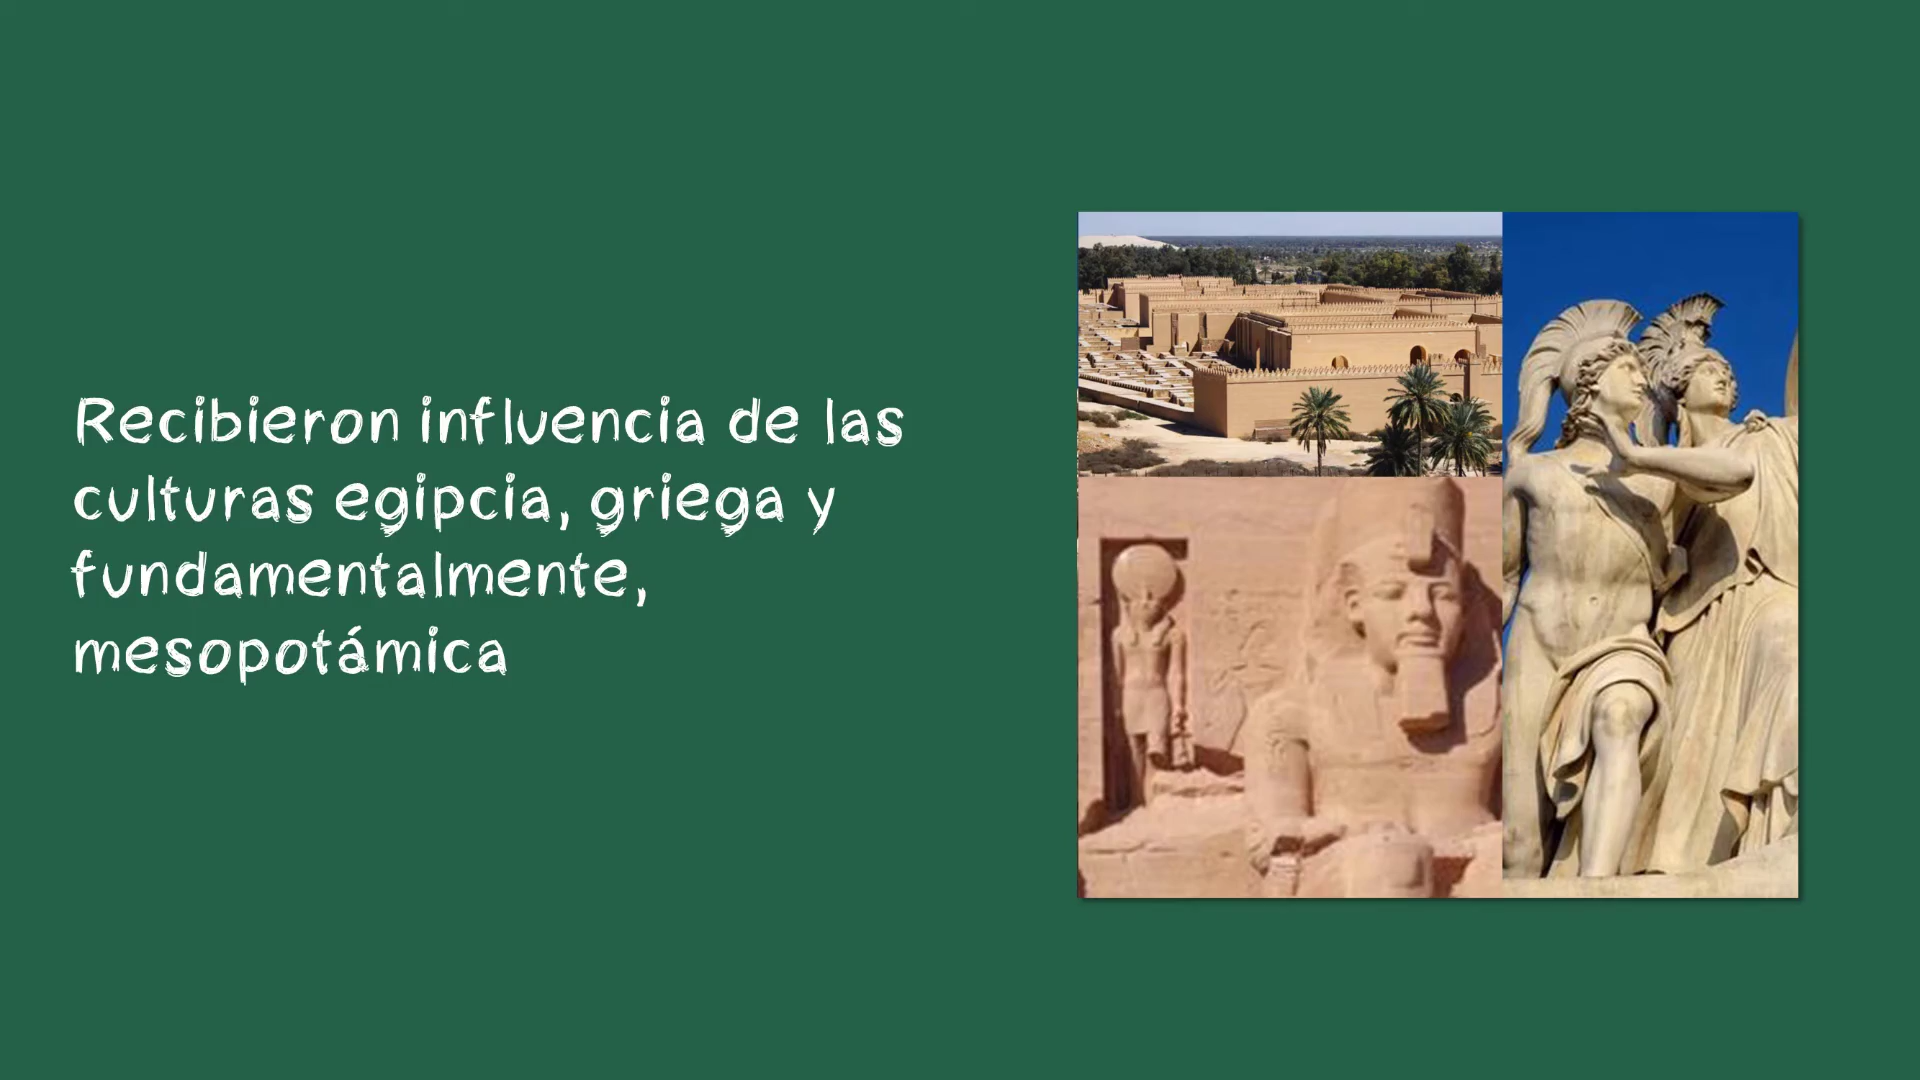 Recibieron influencia de las
culturas egipcia, griega y
fundamentalmente,
mesopotámica